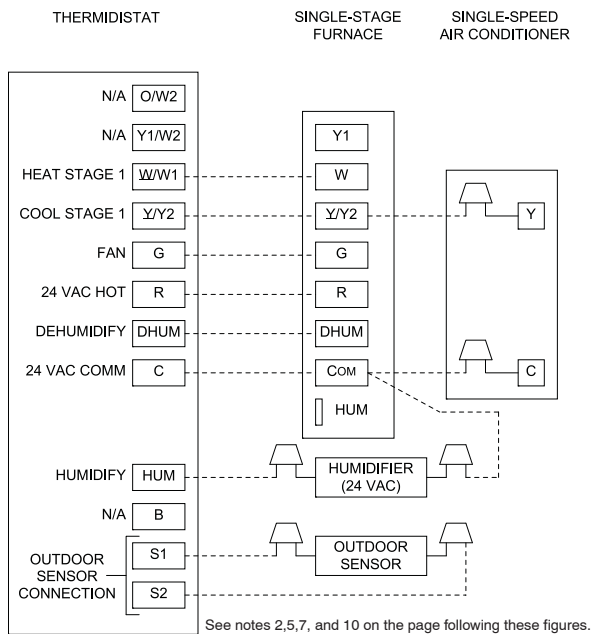 THERMIDISTAT
SINGLE-STAGE
FURNACE
SINGLE-SPEED
AIR CONDITIONER
N/A O/W2
N/A Y1/W2 Y1
HEAT STAGE 1 W/W1 W
COOL STAGE 1 Y/Y2 Y/Y2 Y
FAN G G
24 VAC HOT R R
DEHUMIDIFY DHUM DHUM
24 VAC COMM C COM C
HUM
HUMIDIFY HUM
HUMIDIFIER
(24 VAC)
N/A B
OUTDOOR
SENSOR
CONNECTION
S1
S2
OUTDOOR
SENSOR
See notes 2,5,7, and 10 on the page following these figures.